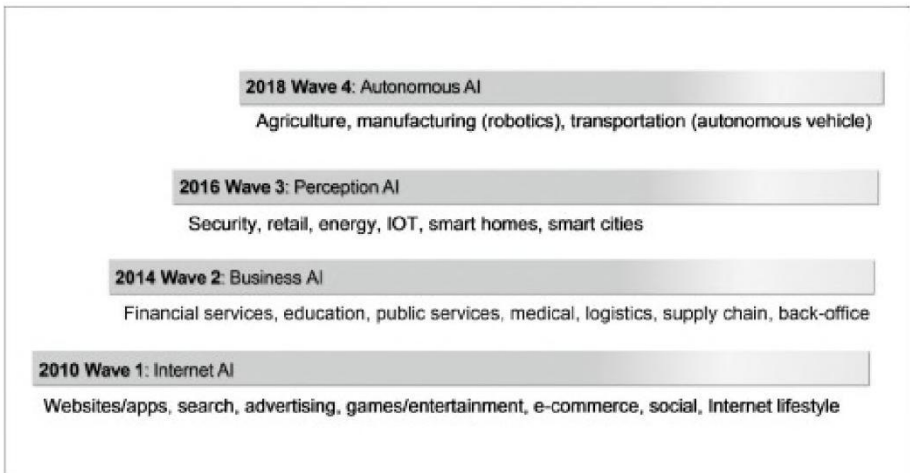 2018 Wave 4: Autonomous AI
Agriculture, manufacturing (robotics), transportation (autonomous vehicle)
2016 Wave 3: Perception AI
Security, retail, energy, IOT, smart homes, smart cities
2014 Wave 2: Business AI
Financial services, education, public services, medical, logistics, supply chain, back-office
2010 Wave 1: Internet AI
Websites/apps, search, advertising, games/entertainment, e-commerce, social, Internet lifestyle